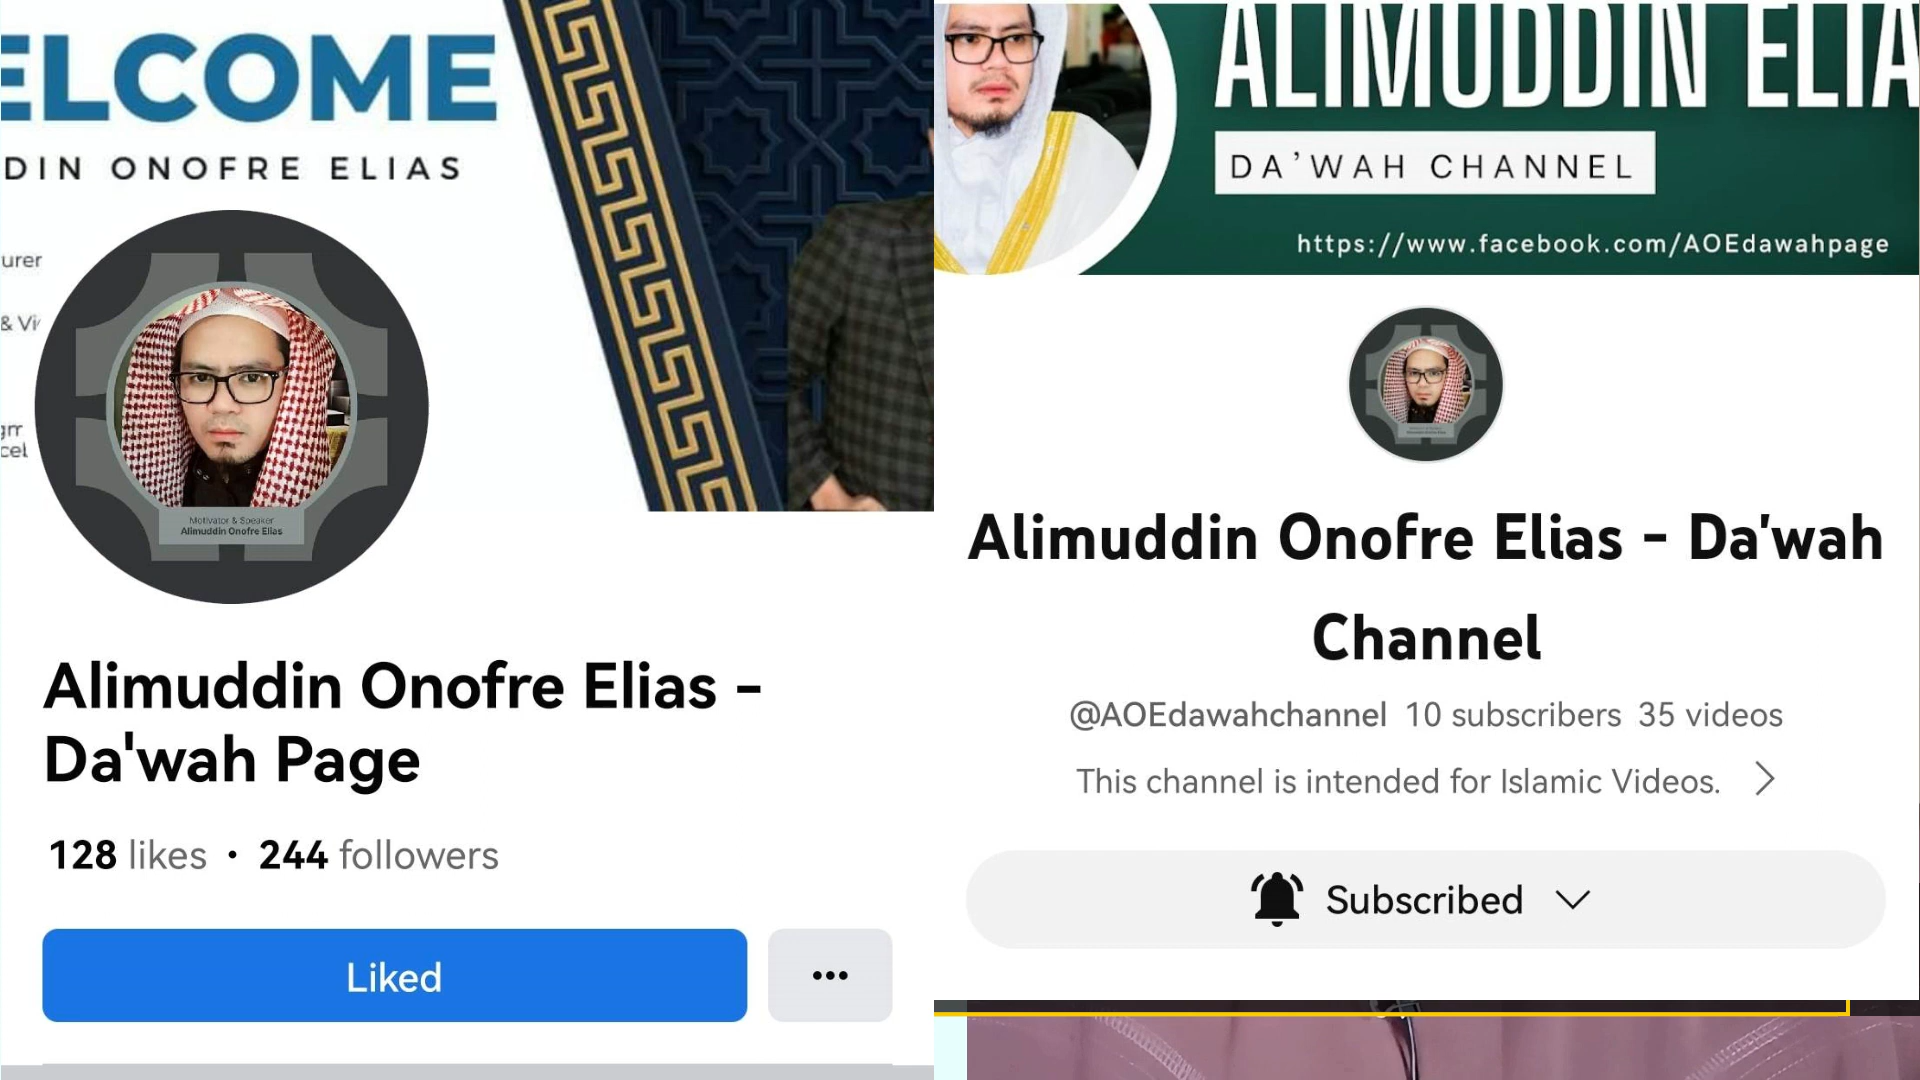 ELCOME
DIN ONOFRE ELIAS
urer
& Vi
gm
cel
Motivator & Speaker
Alimuddin Onofre Elias
Alimuddin Onofre Elias -
Da'wah Page
128 likes • 244 followers
Liked
ALIMUDDIN ELIA
DA'WAH CHANNEL
https://www.facebook.com/AOEdawahpage
Alimuddin Onofre Elias - Da'wah
Channel
@AOEdawahchannel 10 subscribers 35 videos
This channel is intended for Islamic Videos.
Subscribed